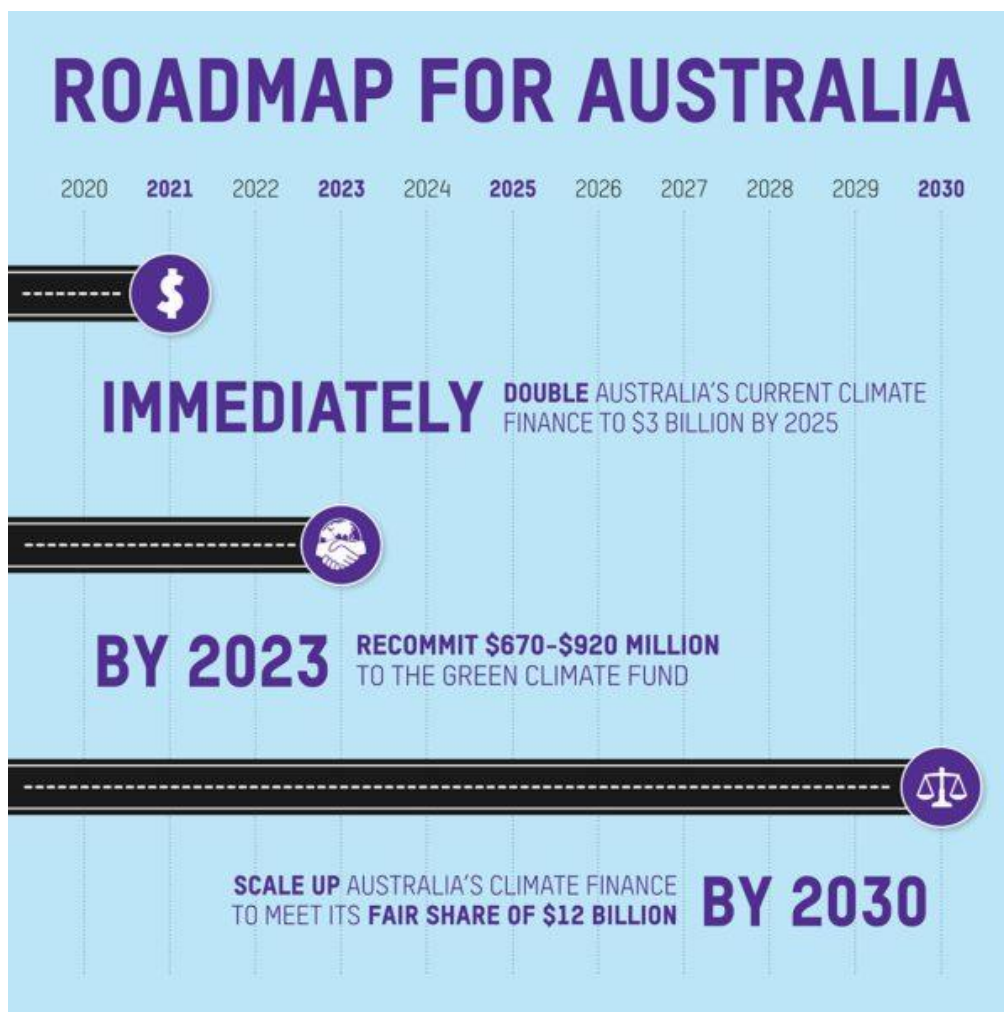 ROADMAP FOR AUSTRALIA
2020 2021 2022 2023 2024 2025 2026 2027 2028 2029 2030
$
IMMEDIATELY
DOUBLE AUSTRALIA'S CURRENT CLIMATE
FINANCE TO $3 BILLION BY 2025
BY 2023
RECOMMIT $670-$920 MILLION
TO THE GREEN CLIMATE FUND
SCALE UP AUSTRALIA'S CLIMATE FINANCE
TO MEET ITS FAIR SHARE OF $12 BILLION
BY 2030